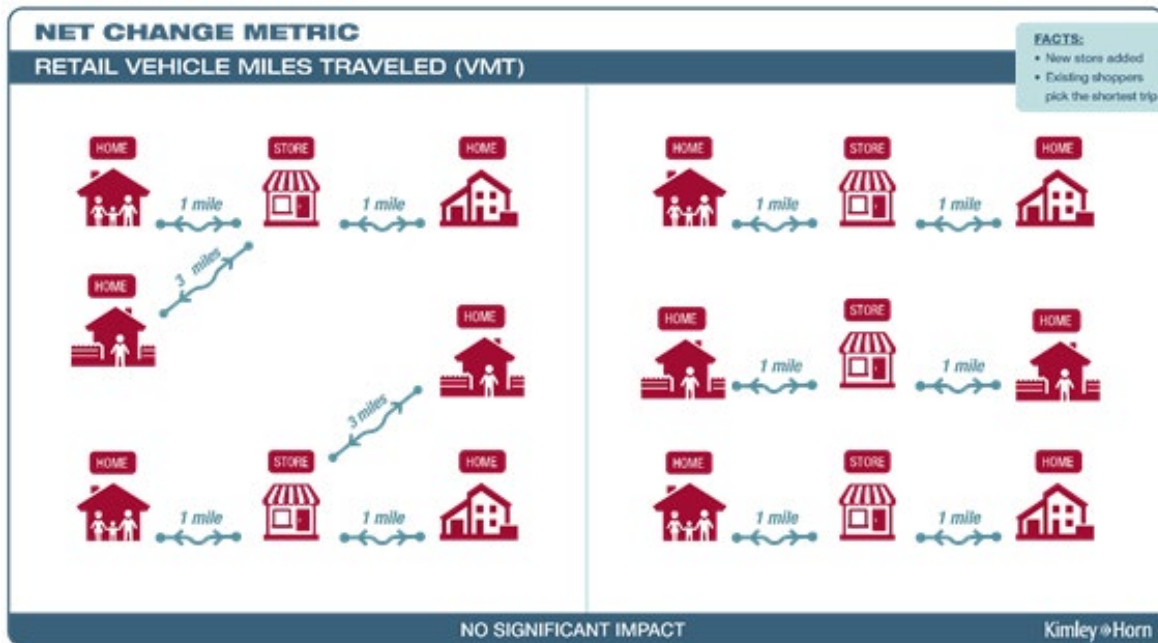 NET CHANGE METRIC
RETAIL VEHICLE MILES TRAVELED (VMT)
FACTS:
• New store added
• Existing shoppers
pick the shortest trip
HOME STORE HOME
1 mile 1 mile
3 miles
HOME
HOME
3 miles
HOME STORE HOME
1 mile 1 mile
HOME STORE HOME
1 mile 1 mile
HOME STORE HOME
1 mile 1 mile
HOME STORE HOME
1 mile 1 mile
NO SIGNIFICANT IMPACT
Kimley»Horn